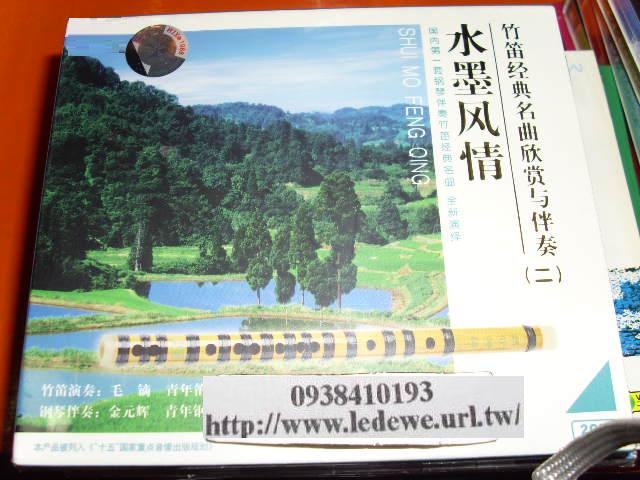 竹笛经典名曲欣赏与伴奏(二)
水墨风情
国内第一套钢琴伴奏竹笛经典名曲 全新演绎
SHUI MO FENG QING
竹笛演奏：毛 镝 青年笛
钢琴伴奏：金元辉 青年钢
0938410193
http://www.ledewe.url.tw/
本产品被列入《"十五"国家重点音像出版规划》